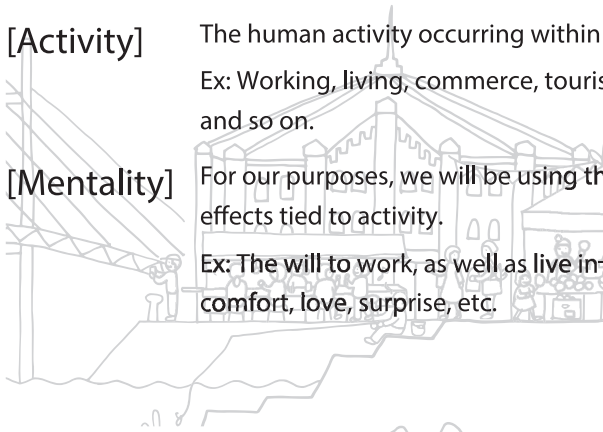 [Activity] The human activity occurring within
Ex: Working, living, commerce, touris
and so on.
[Mentality] For our purposes, we will be using th
effects tied to activity.
Ex: The will to work, as well as live in
comfort, love, surprise, etc.